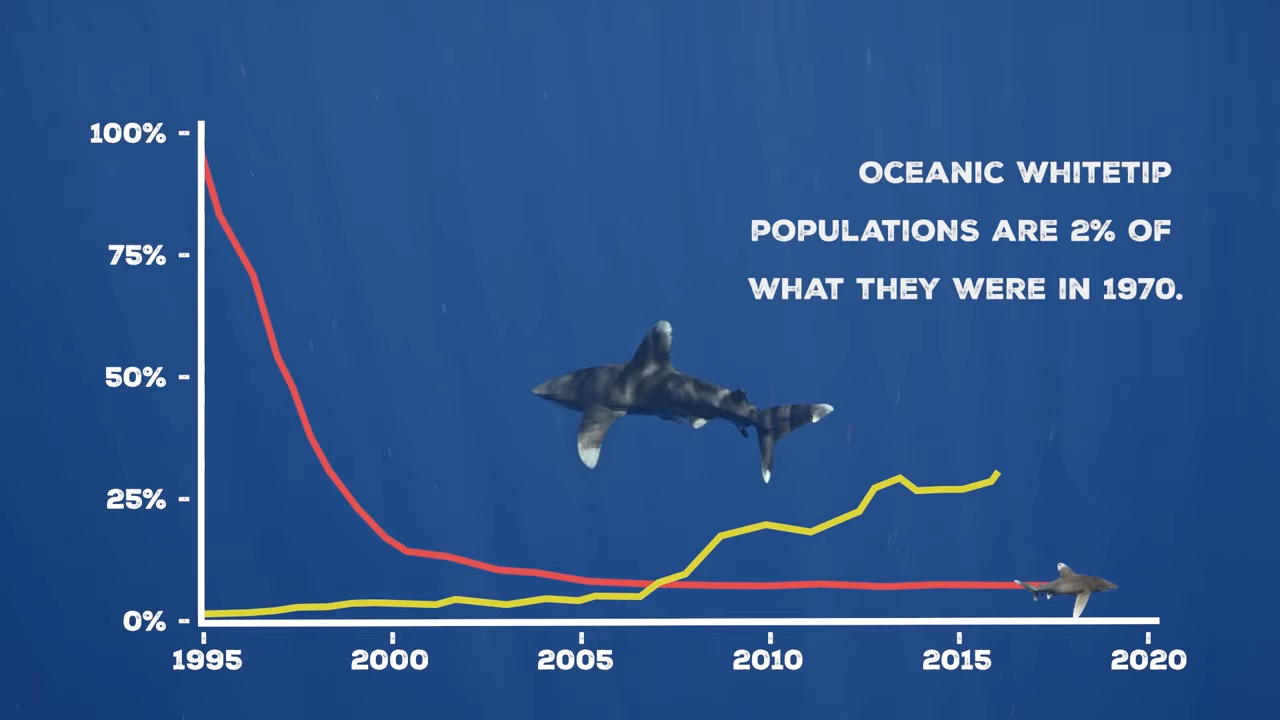 100%
75%
50%
25%
0%
1995 2000 2005 2010 2015 2020
OCEANIC WHITETIP
POPULATIONS ARE 2% OF
WHAT THEY WERE IN 1970.